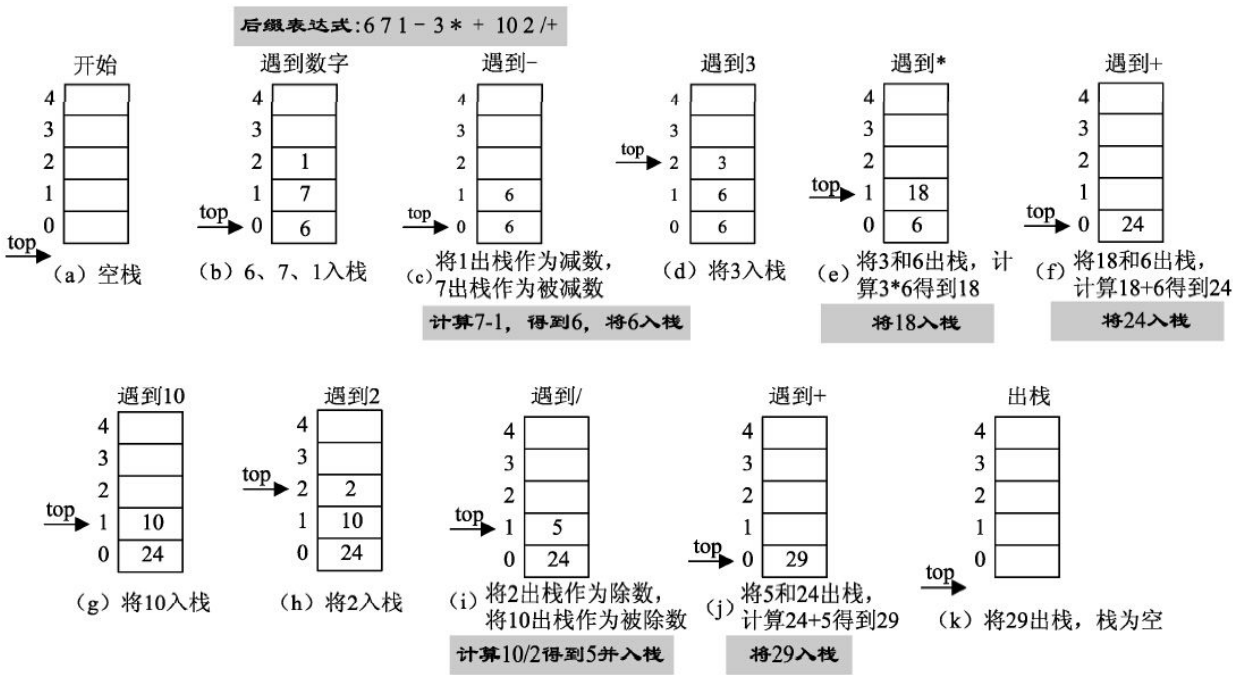 后缀表达式:6 7 1 - 3 * + 10 2 /+
开始
4
3
2
1
0
top
(a) 空栈
遇到数字
4
3
2 1
1 7
top 0 6
(b) 6、7、1入栈
遇到-
4
3
2
1 6
top 0 6
(c) 将1出栈作为减数,
7出栈作为被减数
计算7-1, 得到6, 将6入栈
遇到3
4
3
top 2 3
1 6
0 6
(d) 将3入栈
遇到*
4
3
2
top 1 18
0 6
(e) 将3和6出栈, 计
算3*6得到18
将18入栈
遇到+
4
3
2
1
top 0 24
(f) 将18和6出栈,
计算18+6得到24
将24入栈
遇到10
4
3
2
top 1 10
0 24
(g) 将10入栈
遇到2
4
3
top 2 2
1 10
0 24
(h) 将2入栈
遇到/
4
3
2
top 1 5
0 24
(i) 将2出栈作为除数,
将10出栈作为被除数
计算10/2得到5并入栈
遇到+
4
3
2
1
top 0 29
(j) 将5和24出栈,
计算24+5得到29
将29入栈
出栈
4
3
2
1
0
top
(k) 将29出栈, 栈为空